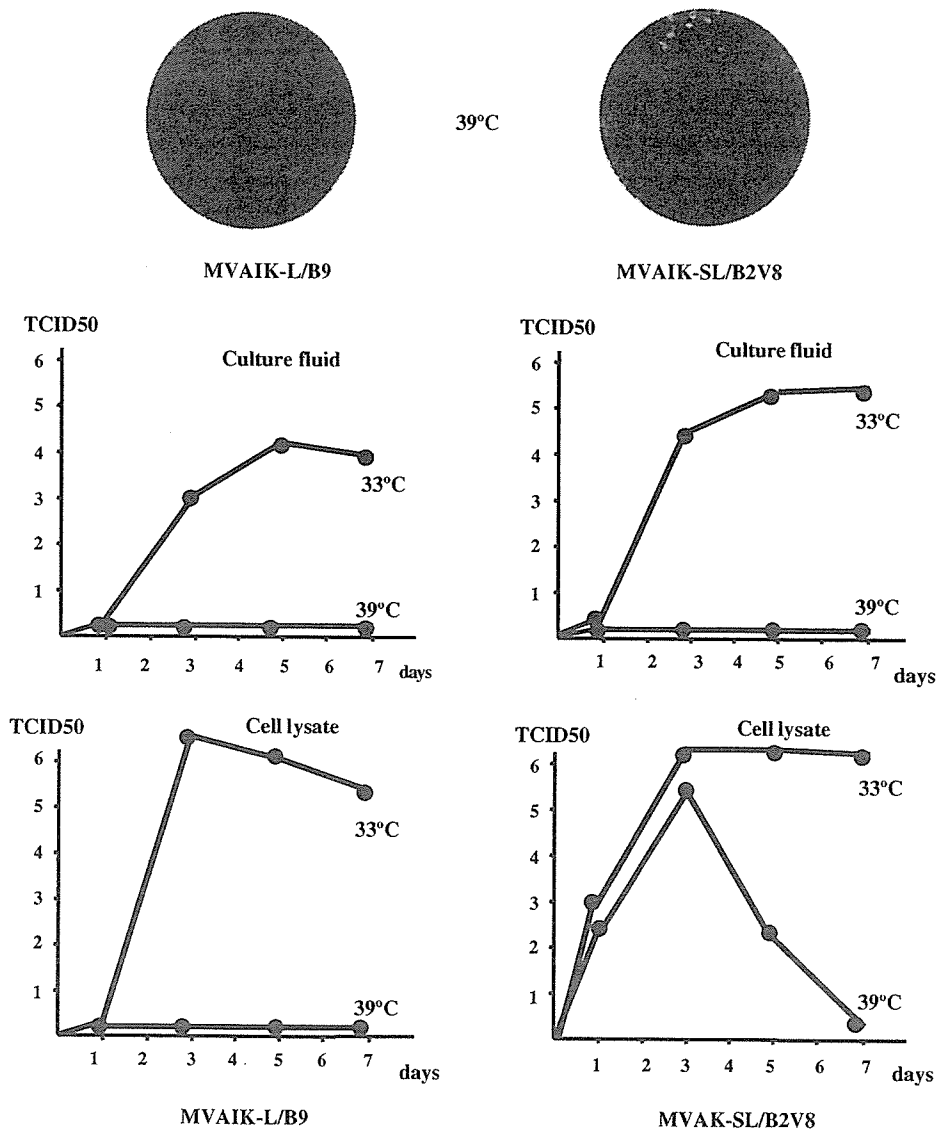 39°C
MVAIK-L/B9
MVAIK-SL/B2V8
TCID50
Culture fluid
6
5
4
3
2
1
33°C
39°C
1 2 3 4 5 6 7 days
TCID50
Culture fluid
6
5
4
3
2
1
33°C
39°C
1 2 3 4 5 6 7 days
TCID50
Cell lysate
6
5
4
3
2
1
33°C
39°C
1 2 3 4 5 6 7 days
MVAIK-L/B9
TCID50
Cell lysate
6
5
4
3
2
1
33°C
39°C
1 2 3 4 5 6 7 days
MVAK-SL/B2V8